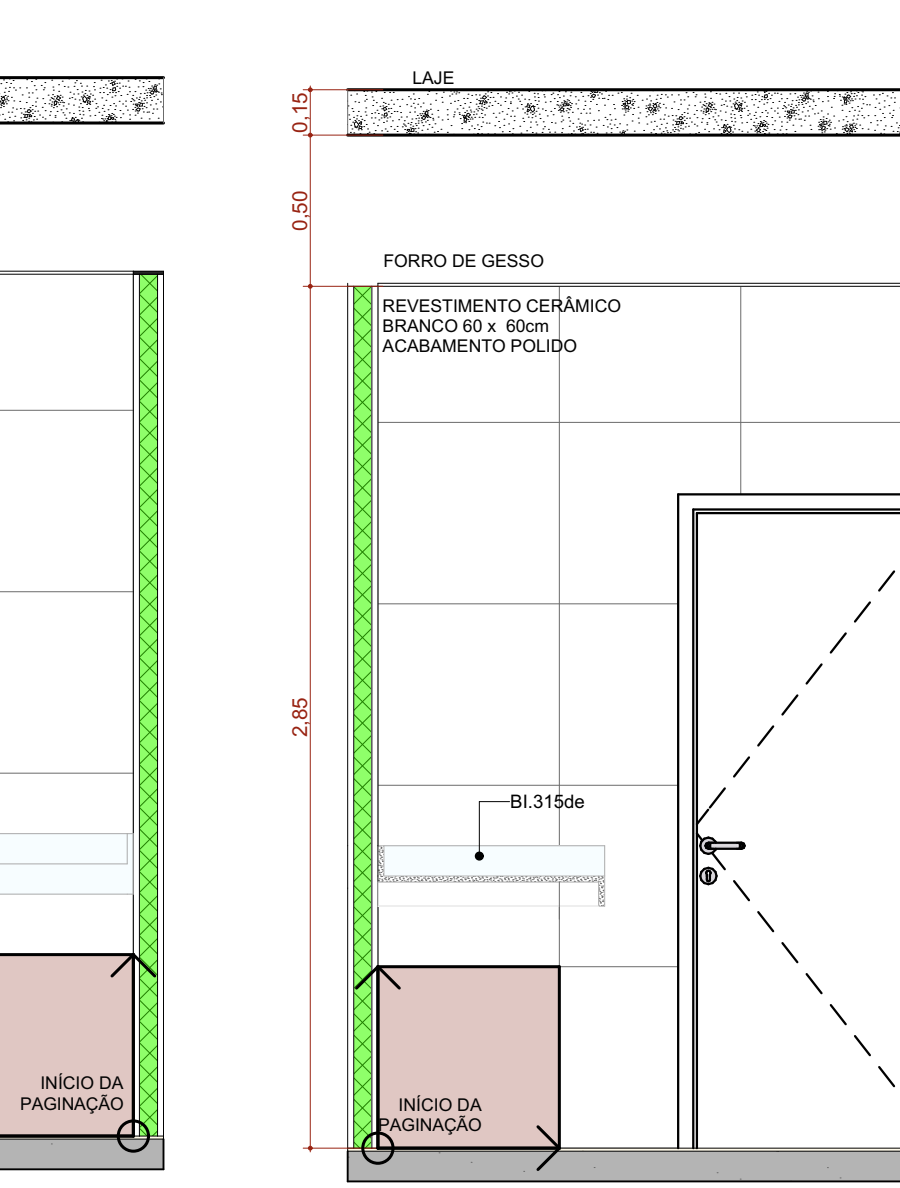 LAJE
0,15
0,50
FORRO DE GESSO
REVESTIMENTO CERÂMICO
BRANCO 60 x  60cm
ACABAMENTO POLIDO
2,85
BI.315de
INÍCIO DA
PAGINAÇÃO
INÍCIO DA
PAGINAÇÃO